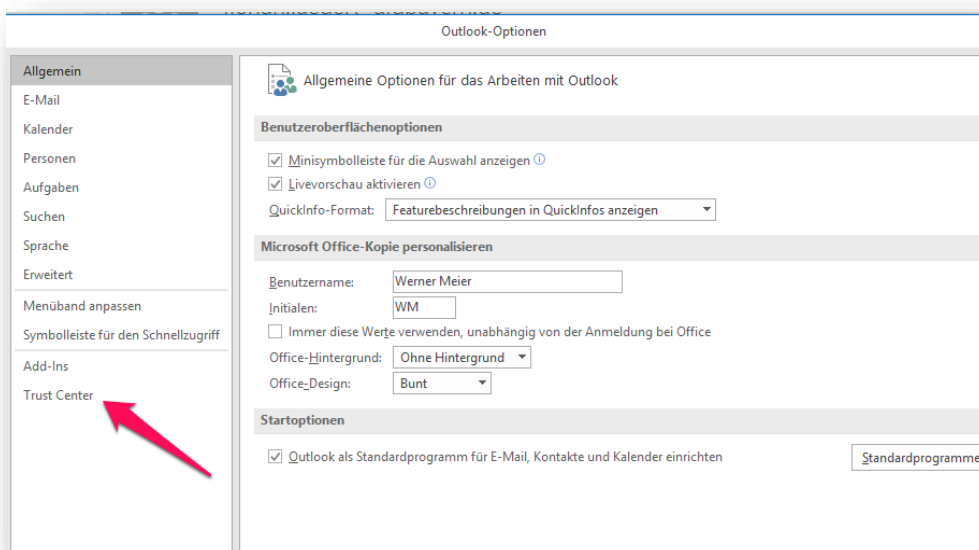 Outlook-Optionen
Allgemein
E-Mail
Kalender
Personen
Aufgaben
Suchen
Sprache
Erweitert
Menüband anpassen
Symbolleiste für den Schnellzugriff
Add-Ins
Trust Center
Allgemeine Optionen für das Arbeiten mit Outlook
Benutzeroberflächenoptionen
Minisymbolleiste für die Auswahl anzeigen
Livevorschau aktivieren
QuickInfo-Format: Featurebeschreibungen in QuickInfos anzeigen
Microsoft Office-Kopie personalisieren
Benutzername: Werner Meier
Initialen: WM
Immer diese Werte verwenden, unabhängig von der Anmeldung bei Office
Office-Hintergrund: Ohne Hintergrund
Office-Design: Bunt
Startoptionen
Outlook als Standardprogramm für E-Mail, Kontakte und Kalender einrichten
Standardprogramme